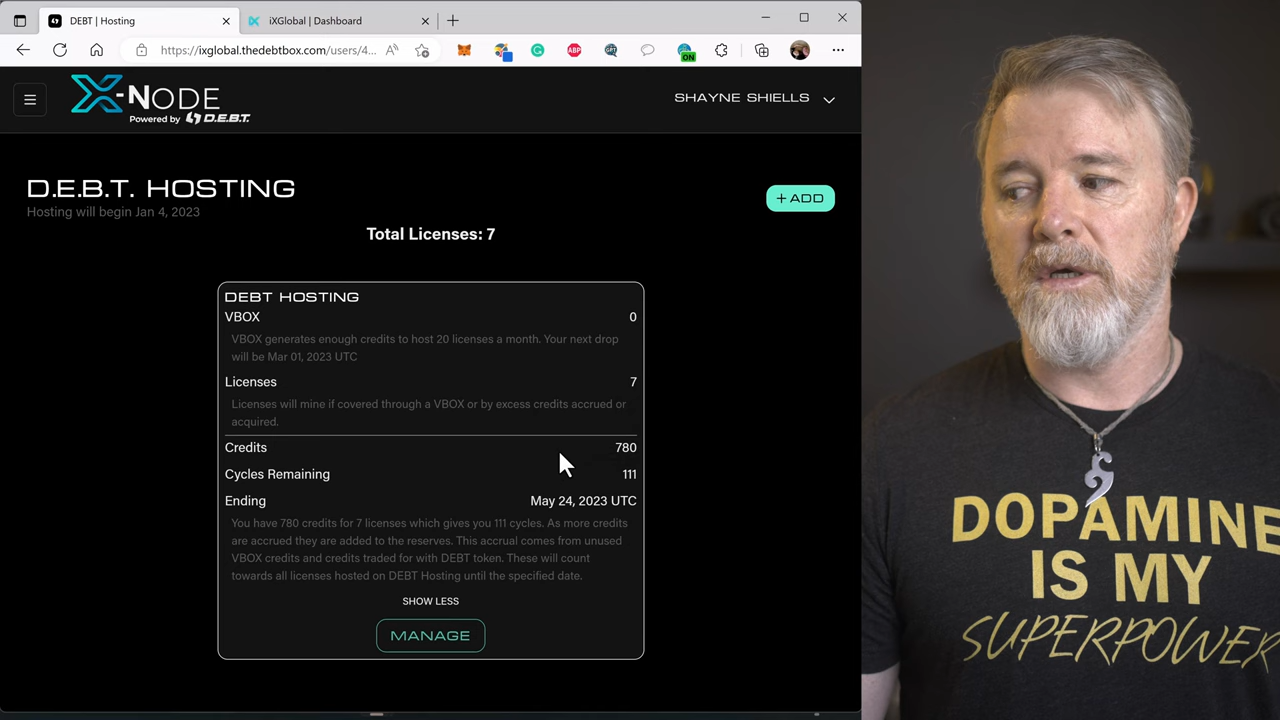 DEBT | Hosting
iXGlobal | Dashboard
https://ixglobal.thedebtbox.com/users/4...
ABP
GPT
ON
X-NODE
Powered by D.E.B.T.
SHAYNE SHIELLS
D.E.B.T. HOSTING
Hosting will begin Jan 4, 2023
+ ADD
Total Licenses: 7
DEBT HOSTING
VBOX 0
VBOX generates enough credits to host 20 licenses a month. Your next drop
will be Mar 01, 2023 UTC
Licenses 7
Licenses will mine if covered through a VBOX or by excess credits accrued or
acquired.
Credits 780
Cycles Remaining 111
Ending May 24, 2023 UTC
You have 780 credits for 7 licenses which gives you 111 cycles. As more credits
are accrued they are added to the reserves. This accrual comes from unused
VBOX credits and credits traded for with DEBT token. These will count
towards all licenses hosted on DEBT Hosting until the specified date.
SHOW LESS
MANAGE
DOPAMINE
IS MY
SUPERPOWER